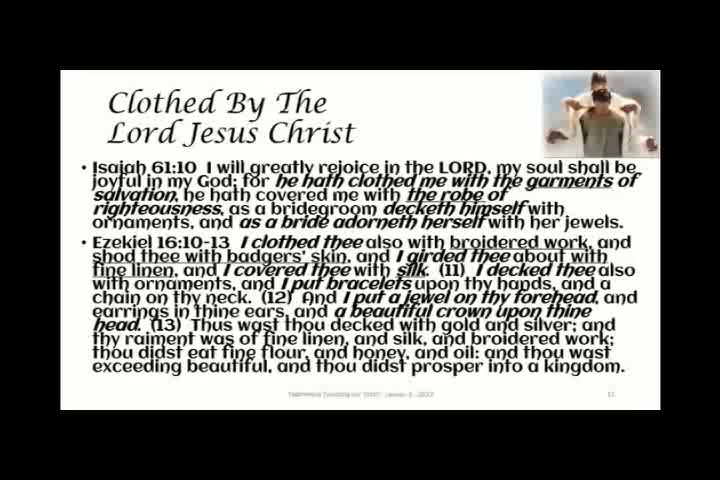 Clothed By The
Lord Jesus Christ
• Isaiah 61:10 I will greatly rejoice in the LORD, my soul shall be
joyful in my God; for he hath clothed me with the garments of
salvation, he hath covered me with the robe of
righteousness, as a bridegroom decketh himself with
ornaments, and as a bride adorneth herself with her jewels.
• Ezekiel 16:10-13 I clothed thee also with broidered work, and
shod thee with badgers' skin, and I girded thee about with
fine linen, and I covered thee with silk. (11) I decked thee also
with ornaments, and I put bracelets upon thy hands, and a
chain on thy neck. (12) And I put a jewel on thy forehead, and
earrings in thine ears, and a beautiful crown upon thine
head. (13) Thus wast thou decked with gold and silver; and
thy raiment was of fine linen, and silk, and broidered work;
thou didst eat fine flour, and honey, and oil: and thou wast
exceeding beautiful, and thou didst prosper into a kingdom.